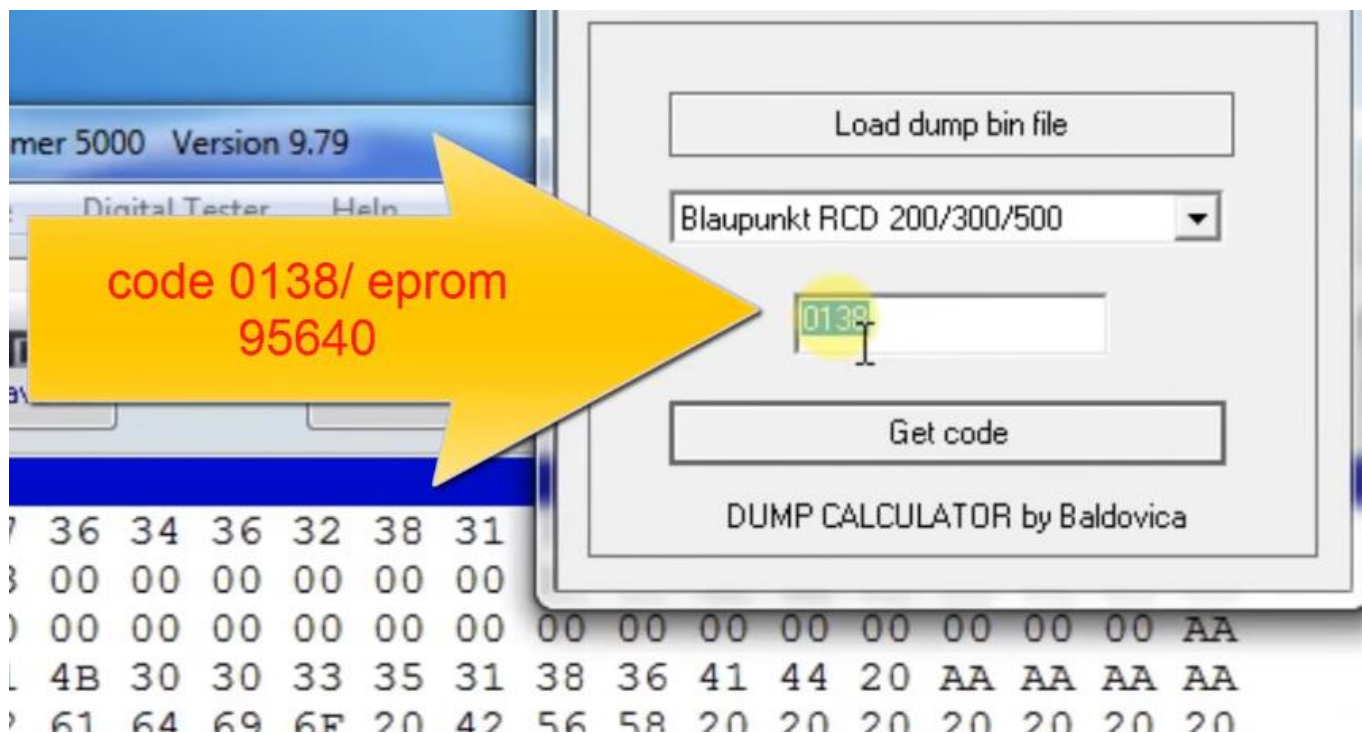 mer 5000 Version 9.79
Digital Tester Help
code 0138/ eprom
95640
Load dump bin file
Blaupunkt RCD 200/300/500
0138
Get code
DUMP CALCULATOR by Baldovica
36 34 36 32 38 31
00 00 00 00 00 00
00 00 00 00 00 00 00 00 00 00 00 00 00 00 AA
4B 30 30 33 35 31 38 36 41 44 20 AA AA AA AA
61 64 69 6F 20 42 56 58 20 20 20 20 20 20 20